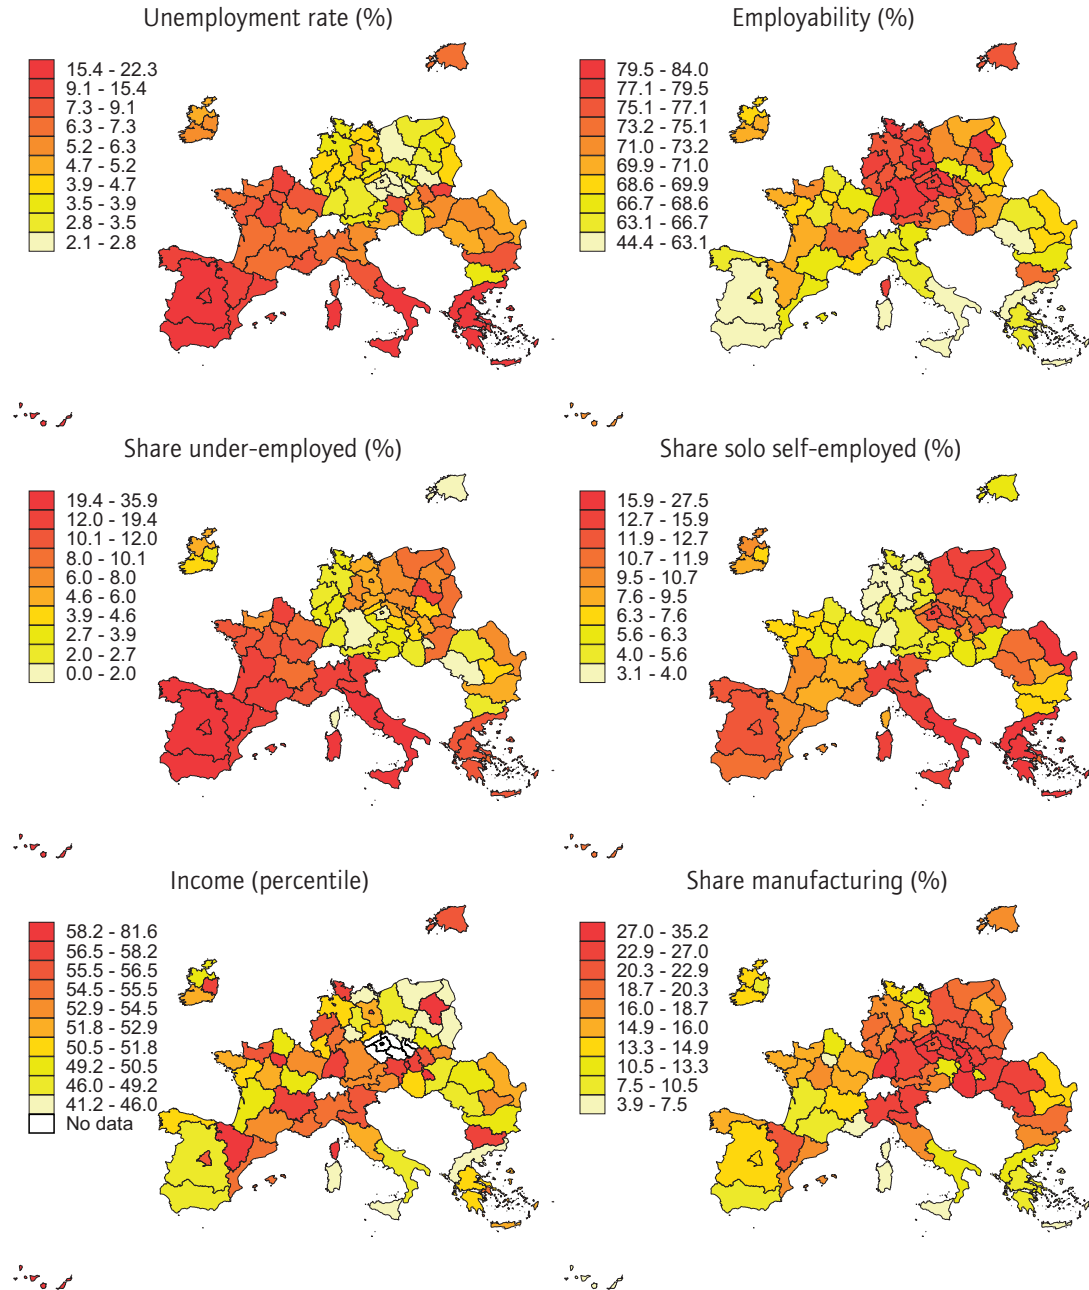 Unemployment rate (%)
15.4 - 22.3
9.1 - 15.4
7.3 - 9.1
6.3 - 7.3
5.2 - 6.3
4.7 - 5.2
3.9 - 4.7
3.5 - 3.9
2.8 - 3.5
2.1 - 2.8
Employability (%)
79.5 - 84.0
77.1 - 79.5
75.1 - 77.1
73.2 - 75.1
71.0 - 73.2
69.9 - 71.0
68.6 - 69.9
66.7 - 68.6
63.1 - 66.7
44.4 - 63.1
Share under-employed (%)
19.4 - 35.9
12.0 - 19.4
10.1 - 12.0
8.0 - 10.1
6.0 - 8.0
4.6 - 6.0
3.9 - 4.6
2.7 - 3.9
2.0 - 2.7
0.0 - 2.0
Share solo self-employed (%)
15.9 - 27.5
12.7 - 15.9
11.9 - 12.7
10.7 - 11.9
9.5 - 10.7
7.6 - 9.5
6.3 - 7.6
5.6 - 6.3
4.0 - 5.6
3.1 - 4.0
Income (percentile)
58.2 - 81.6
56.5 - 58.2
55.5 - 56.5
54.5 - 55.5
52.9 - 54.5
51.8 - 52.9
50.5 - 51.8
49.2 - 50.5
46.0 - 49.2
41.2 - 46.0
No data
Share manufacturing (%)
27.0 - 35.2
22.9 - 27.0
20.3 - 22.9
18.7 - 20.3
16.0 - 18.7
14.9 - 16.0
13.3 - 14.9
10.5 - 13.3
7.5 - 10.5
3.9 - 7.5